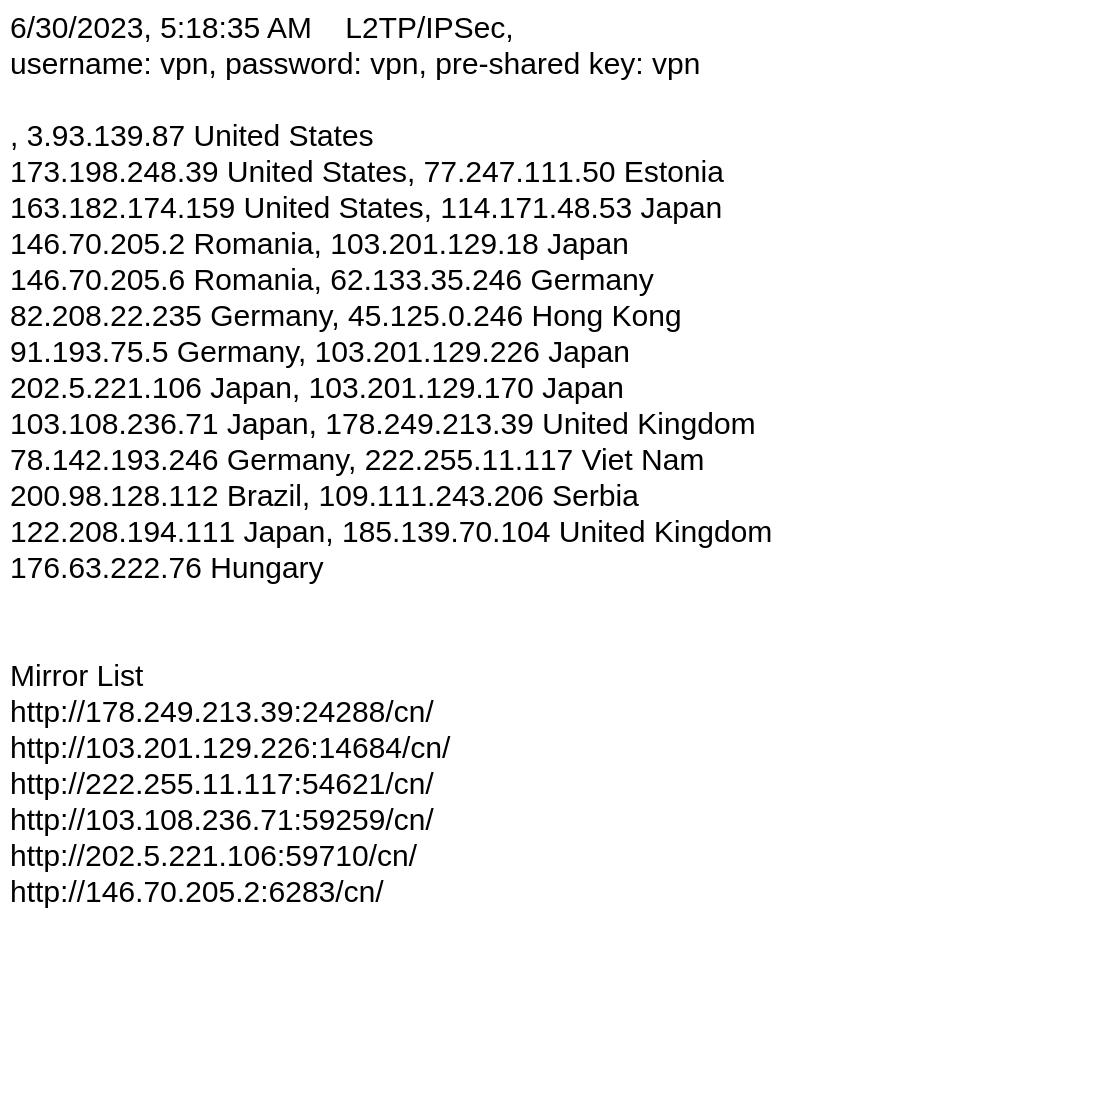 6/30/2023, 5:18:35 AM    L2TP/IPSec,
username: vpn, password: vpn, pre-shared key: vpn
, 3.93.139.87 United States
173.198.248.39 United States, 77.247.111.50 Estonia
163.182.174.159 United States, 114.171.48.53 Japan
146.70.205.2 Romania, 103.201.129.18 Japan
146.70.205.6 Romania, 62.133.35.246 Germany
82.208.22.235 Germany, 45.125.0.246 Hong Kong
91.193.75.5 Germany, 103.201.129.226 Japan
202.5.221.106 Japan, 103.201.129.170 Japan
103.108.236.71 Japan, 178.249.213.39 United Kingdom
78.142.193.246 Germany, 222.255.11.117 Viet Nam
200.98.128.112 Brazil, 109.111.243.206 Serbia
122.208.194.111 Japan, 185.139.70.104 United Kingdom
176.63.222.76 Hungary
Mirror List
http://178.249.213.39:24288/cn/
http://103.201.129.226:14684/cn/
http://222.255.11.117:54621/cn/
http://103.108.236.71:59259/cn/
http://202.5.221.106:59710/cn/
http://146.70.205.2:6283/cn/